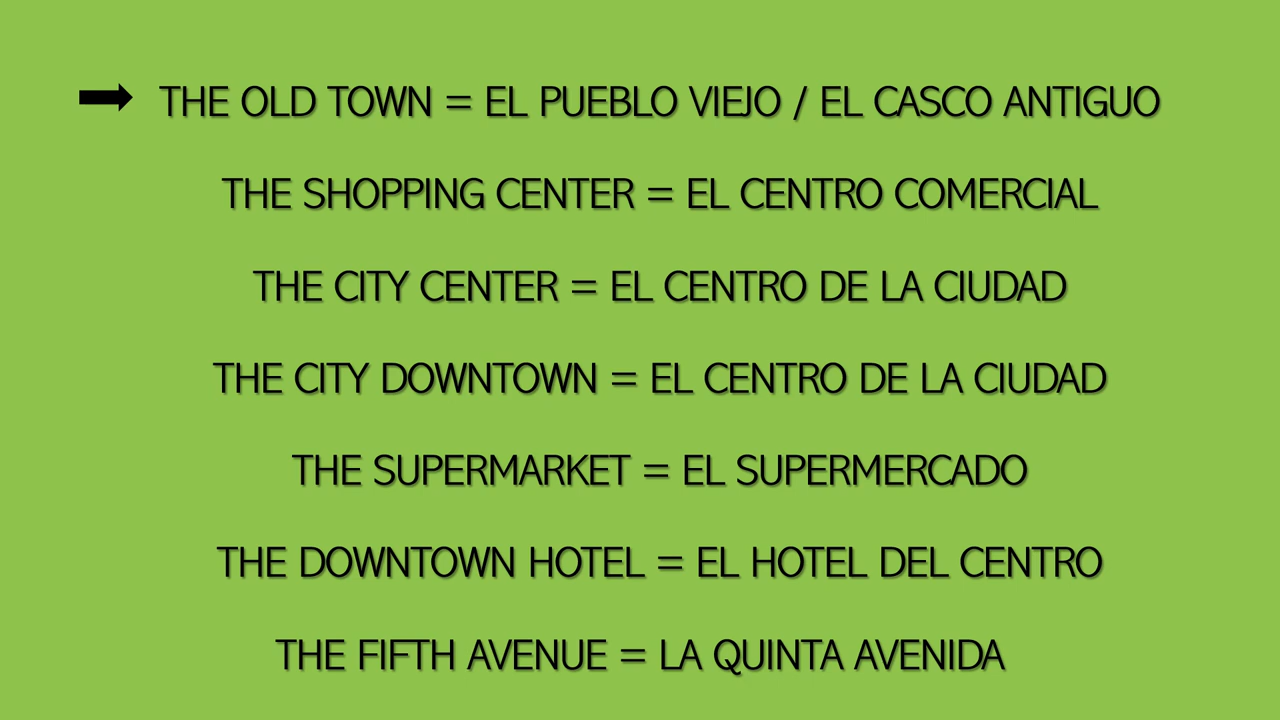 THE OLD TOWN = EL PUEBLO VIEJO / EL CASCO ANTIGUO
THE SHOPPING CENTER = EL CENTRO COMERCIAL
THE CITY CENTER = EL CENTRO DE LA CIUDAD
THE CITY DOWNTOWN = EL CENTRO DE LA CIUDAD
THE SUPERMARKET = EL SUPERMERCADO
THE DOWNTOWN HOTEL = EL HOTEL DEL CENTRO
THE FIFTH AVENUE = LA QUINTA AVENIDA